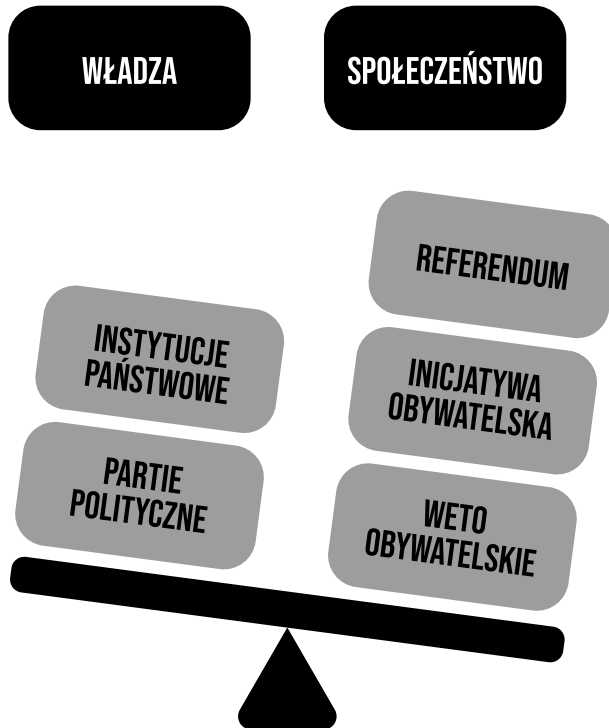 WŁADZA
SPOŁECZEŃSTWO
REFERENDUM
INSTYTUCJE
PAŃSTWOWE
INICJATYWA
OBYWATELSKA
PARTIE
POLITYCZNE
WETO
OBYWATELSKIE